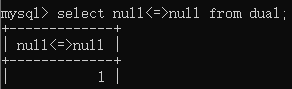 mysql> select null<=>null from dual;
+-------------+
| null<=>null |
+-------------+
|           1 |